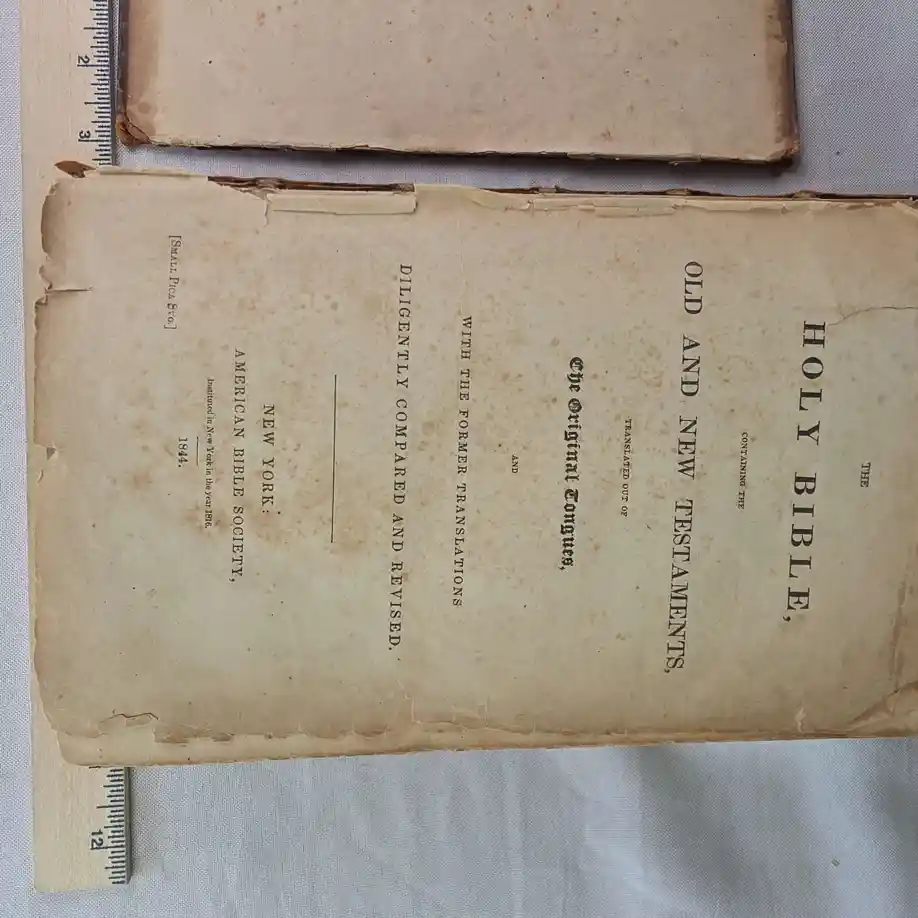 THE
HOLY BIBLE,
CONTAINING THE
OLD AND NEW TESTAMENTS,
TRANSLATED OUT OF
The Original Tongues,
AND
WITH THE FORMER TRANSLATIONS
DILIGENTLY COMPARED AND REVISED.
NEW YORK:
AMERICAN BIBLE SOCIETY,
Instituted in New York in the year 1816.
1844.
[SMALL PICA 8VO.]
2
3
12